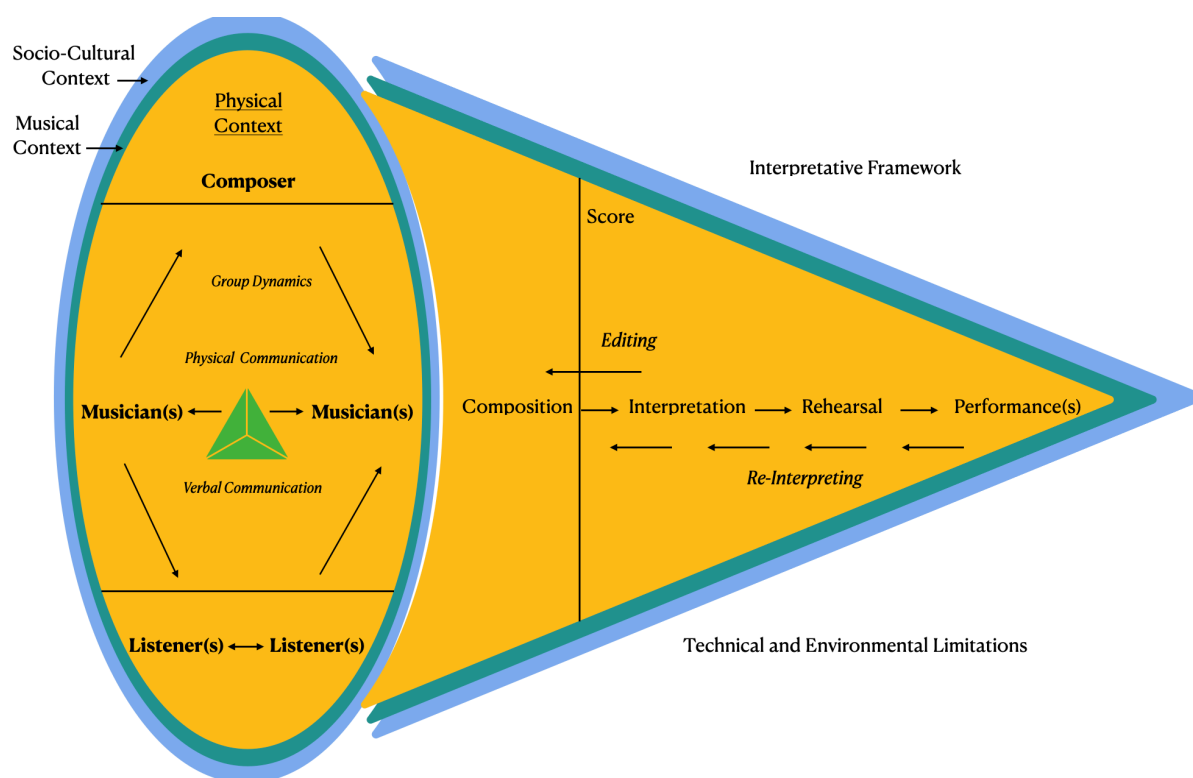 Socio-Cultural
Context
Musical
Context
Physical
Context
Composer
Group Dynamics
Physical Communication
Musician(s)
Musician(s)
Verbal Communication
Listener(s)
Listener(s)
Interpretative Framework
Score
Editing
Composition
Interpretation
Rehearsal
Performance(s)
Re-Interpreting
Technical and Environmental Limitations